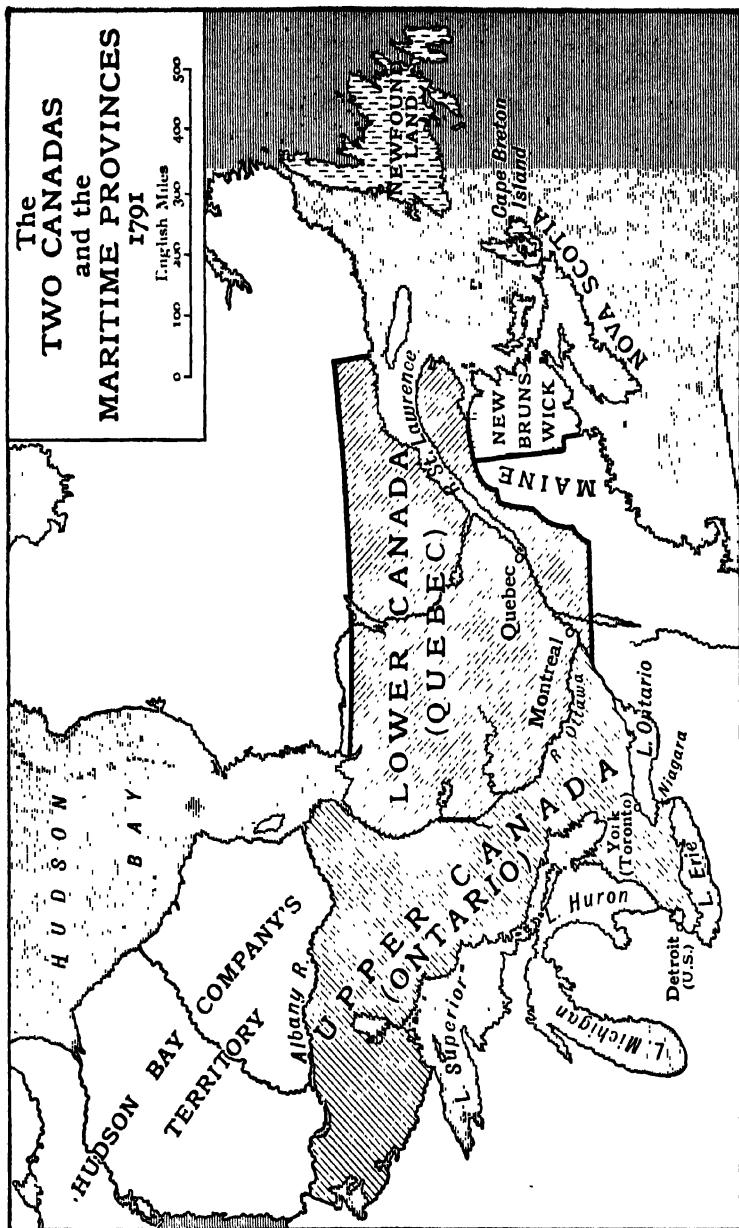 The
TWO CANADAS
and the
MARITIME PROVINCES
1791
English Miles
0 100 200 300 400 500
HUDSON
BAY
HUDSON BAY COMPANY'S
TERRITORY
Albany R.
UPPER CANADA
(ONTARIO)
LOWER CANADA
(QUEBEC)
R. St. Lawrence
NEWFOUND
LAND
Cape Breton
Island
NOVA SCOTIA
NEW
BRUNS
WICK
MAINE
Quebec
Montreal
R. Ottawa
L. Ontario
Niagara
York
(Toronto)
L. Erie
L. Huron
Detroit
(U.S.)
L. Michigan
L. Superior